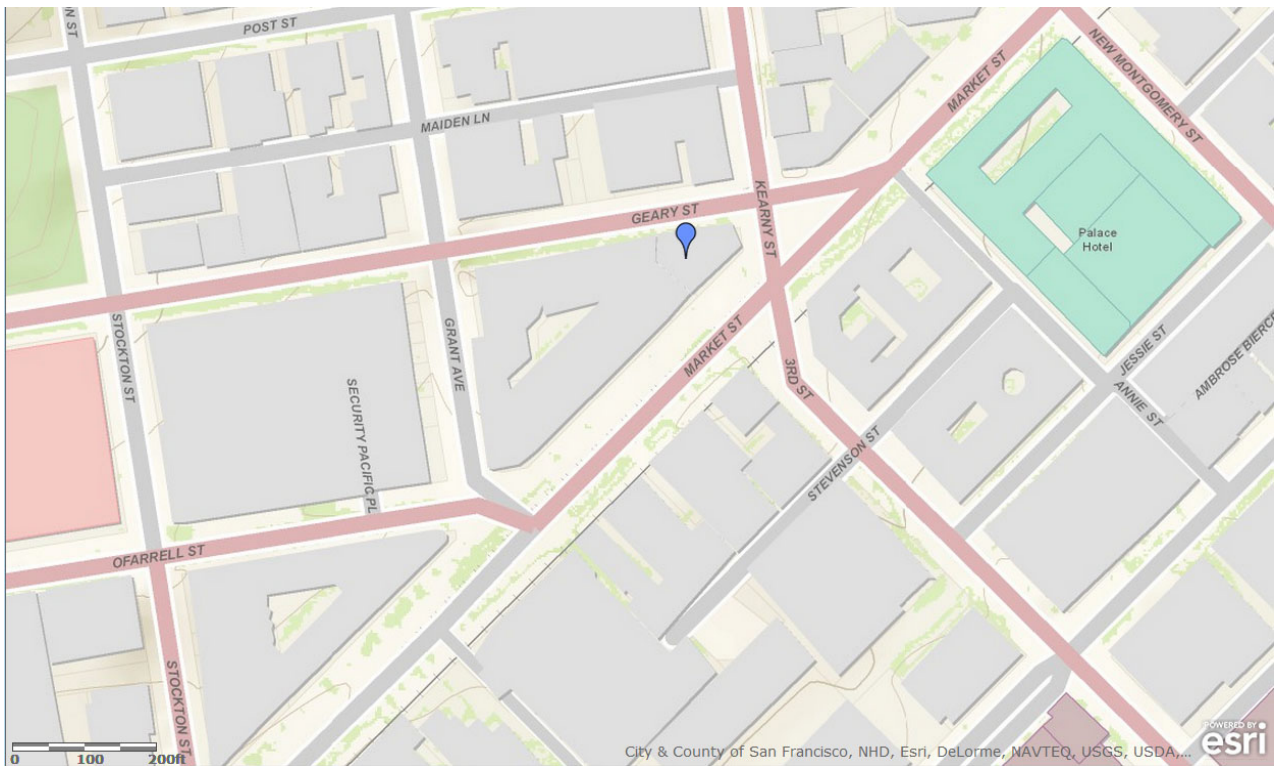 N ST
POST ST
MAIDEN LN
MARKET ST
NEW MONTGOMERY ST
KEARNY ST
GEARY ST
Palace
Hotel
STOCKTON ST
GRANT AVE
MARKET ST
3RD ST
JESSIE ST
AMBROSE BIERCE
ANNIE ST
SECURITY PACIFIC PL
STEVENSON ST
OFARRELL ST
STOCKTON ST
0 100 200ft
City & County of San Francisco, NHD, Esri, DeLorme, NAVTEQ, USGS, USDA,...
POWERED BY
esri